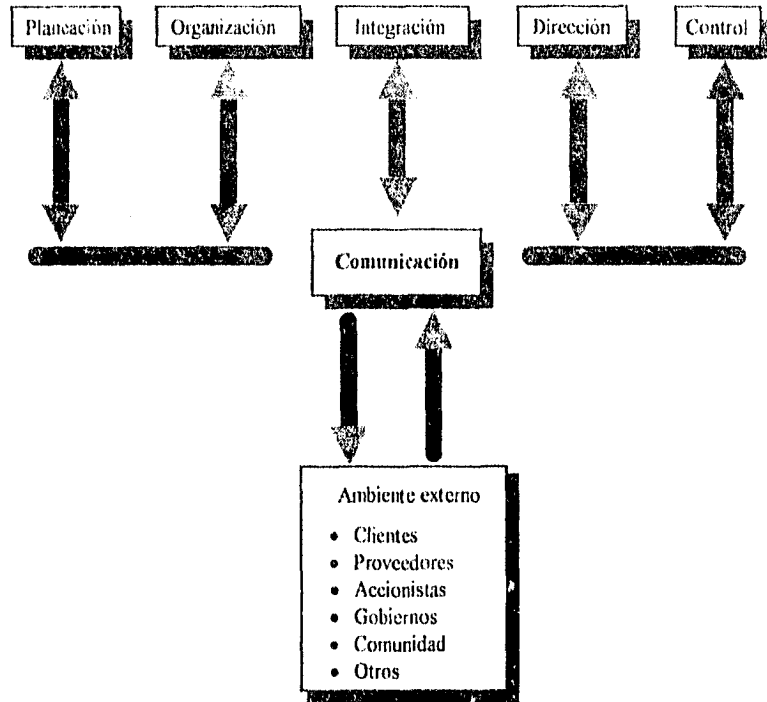 Planeación
Organización
Integración
Dirección
Control
Comunicación
Ambiente externo
• Clientes
• Proveedores
• Accionistas
• Gobiernos
• Comunidad
• Otros